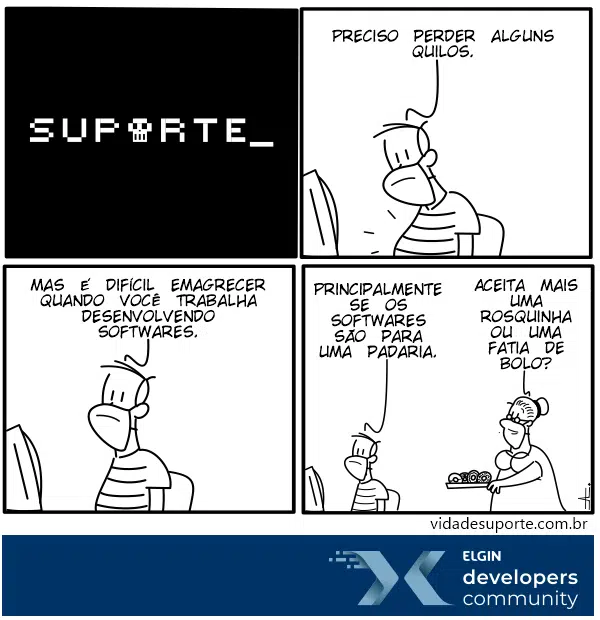 SUPORTE_
PRECISO PERDER ALGUNS
QUILOS.
MAS É DIFÍCIL EMAGRECER
QUANDO VOCÊ TRABALHA
DESENVOLVENDO
SOFTWARES.
PRINCIPALMENTE
SE OS
SOFTWARES
SÃO PARA
UMA PADARIA.
ACEITA MAIS
UMA
ROSQUINHA
OU UMA
FATIA DE
BOLO?
vidadesuporte.com.br
ELGIN
developers
community